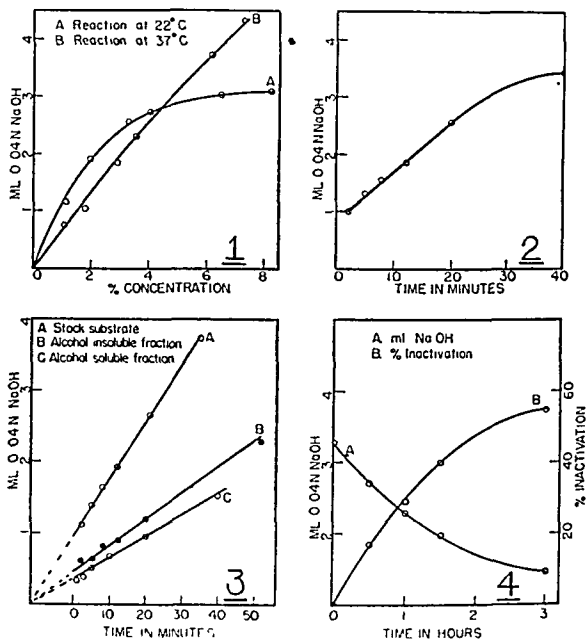 A Reaction at 22°C
B Reaction at 37°C
4
3
2
1
ML 0 04N NaOH
B
A
1
0 2 4 6 8
% CONCENTRATION
4
3
2
1
ML 0 04N NaOH
2
0 10 20 30 40
TIME IN MINUTES
A Stock substrate
B Alcohol insoluble fraction
C Alcohol soluble fraction
4
3
2
1
ML 0 04N NaOH
A
B
C
3
0 10 20 30 40 50
TIME IN MINUTES
A. ml NaOH
B. % Inactivation
4
3
2
1
ML 0 04N NaOH
A
B
60
40
20
% INACTIVATION
4
0 1 2 3
TIME IN HOURS